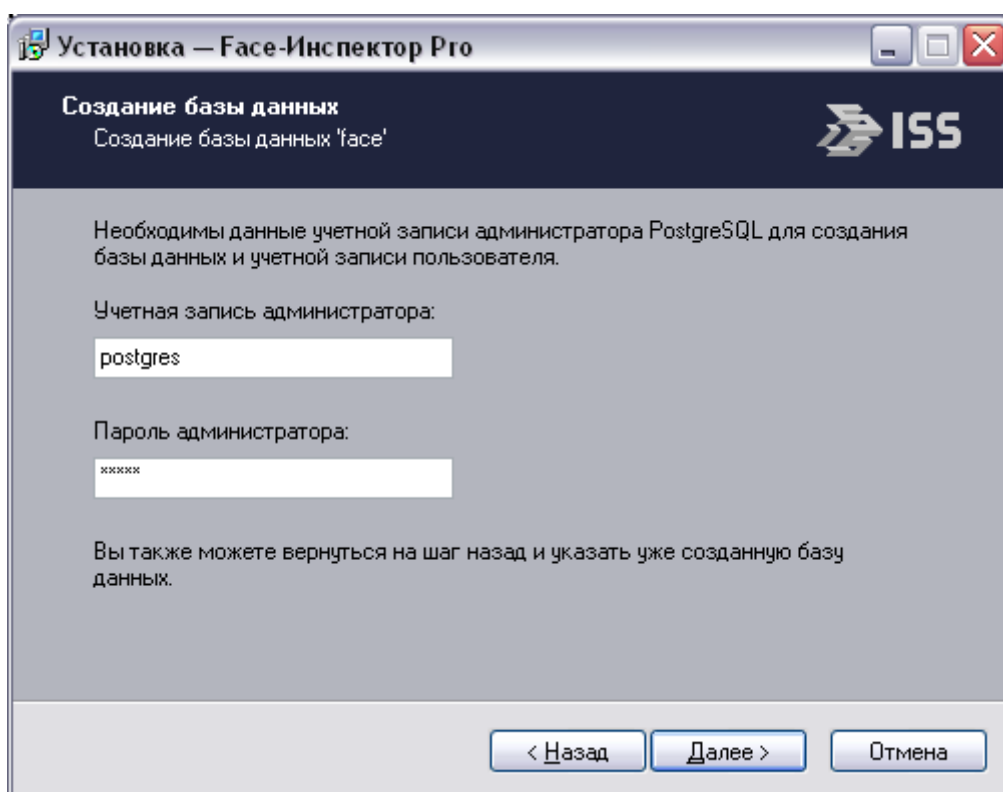 Установка — Face-Инспектор Pro
Создание базы данных
Создание базы данных 'face'
ISS
Необходимы данные учетной записи администратора PostgreSQL для создания
базы данных и учетной записи пользователя.
Учетная запись администратора:
postgres
Пароль администратора:
*****
Вы также можете вернуться на шаг назад и указать уже созданную базу
данных.
< Назад Далее > Отмена